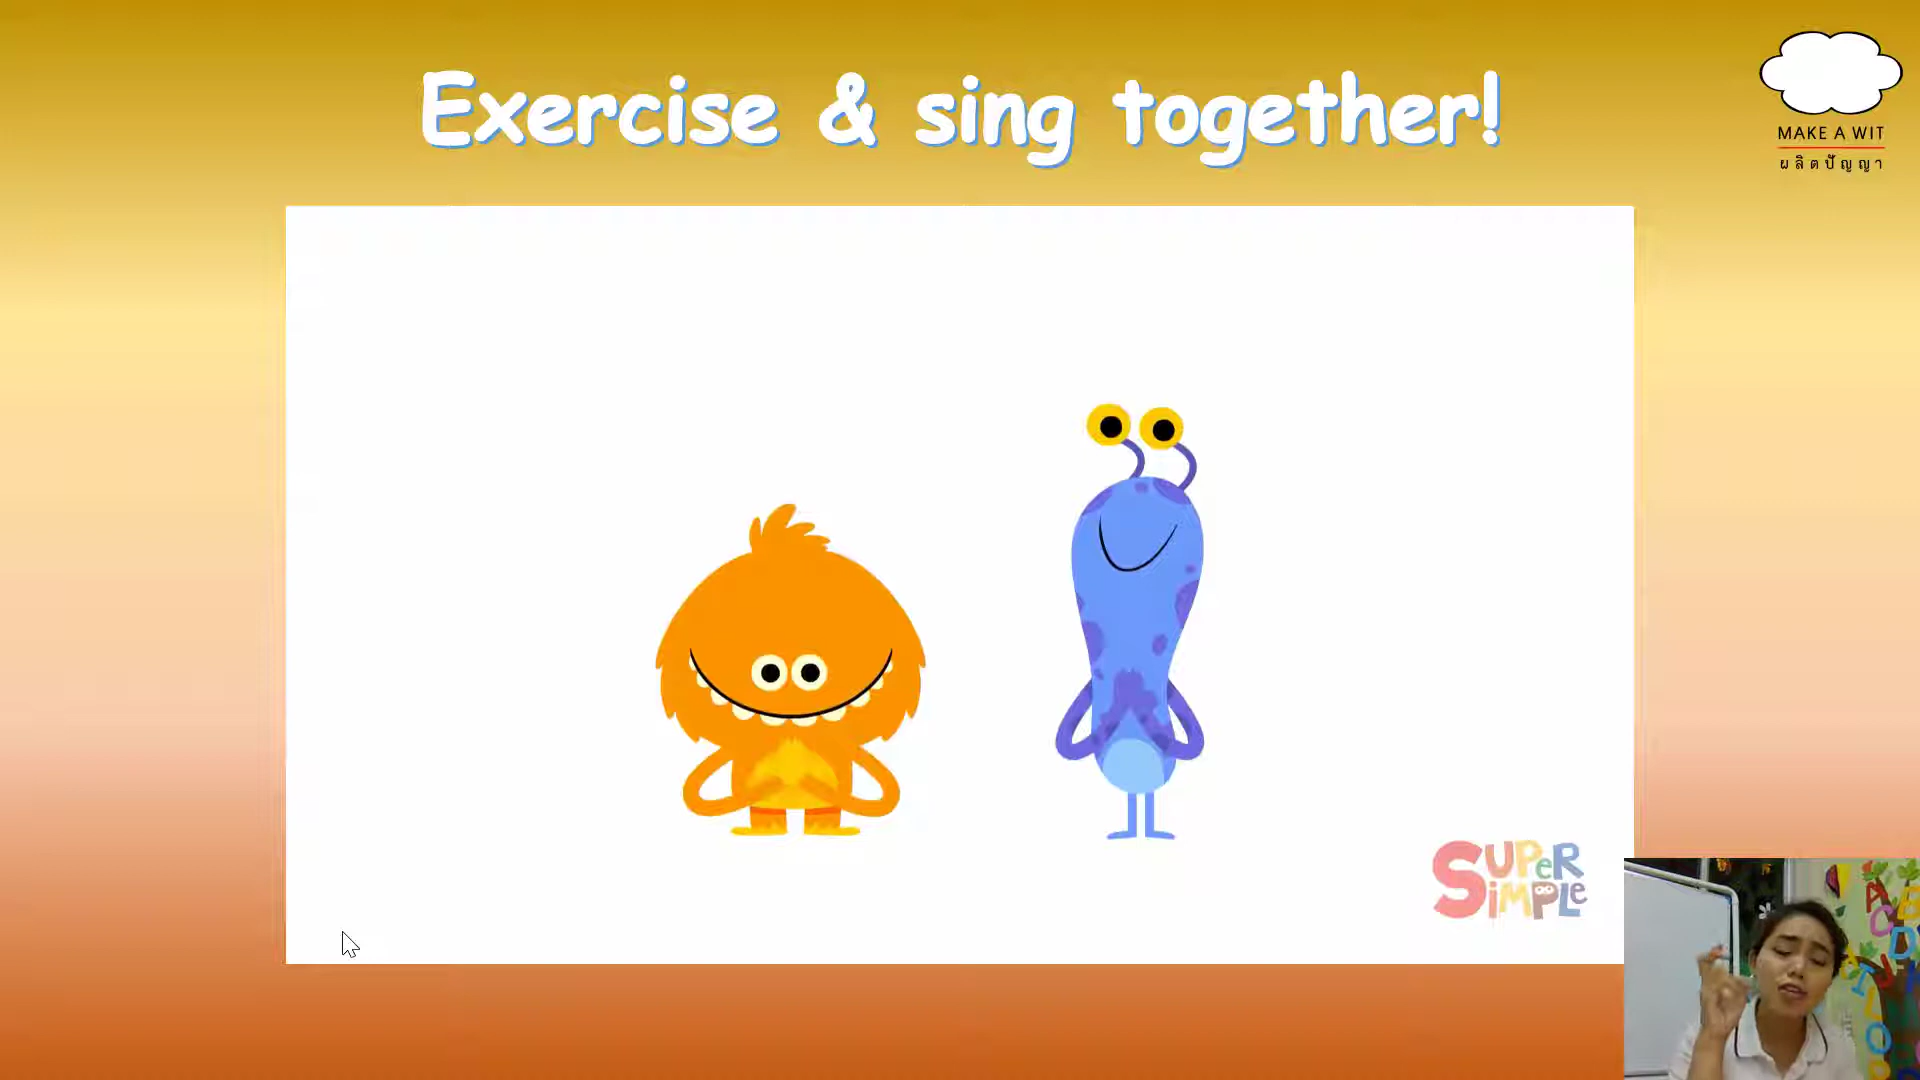 Exercise & sing together!
MAKE A WIT
ผลิตปัญญา
SUPER
SiMPLE